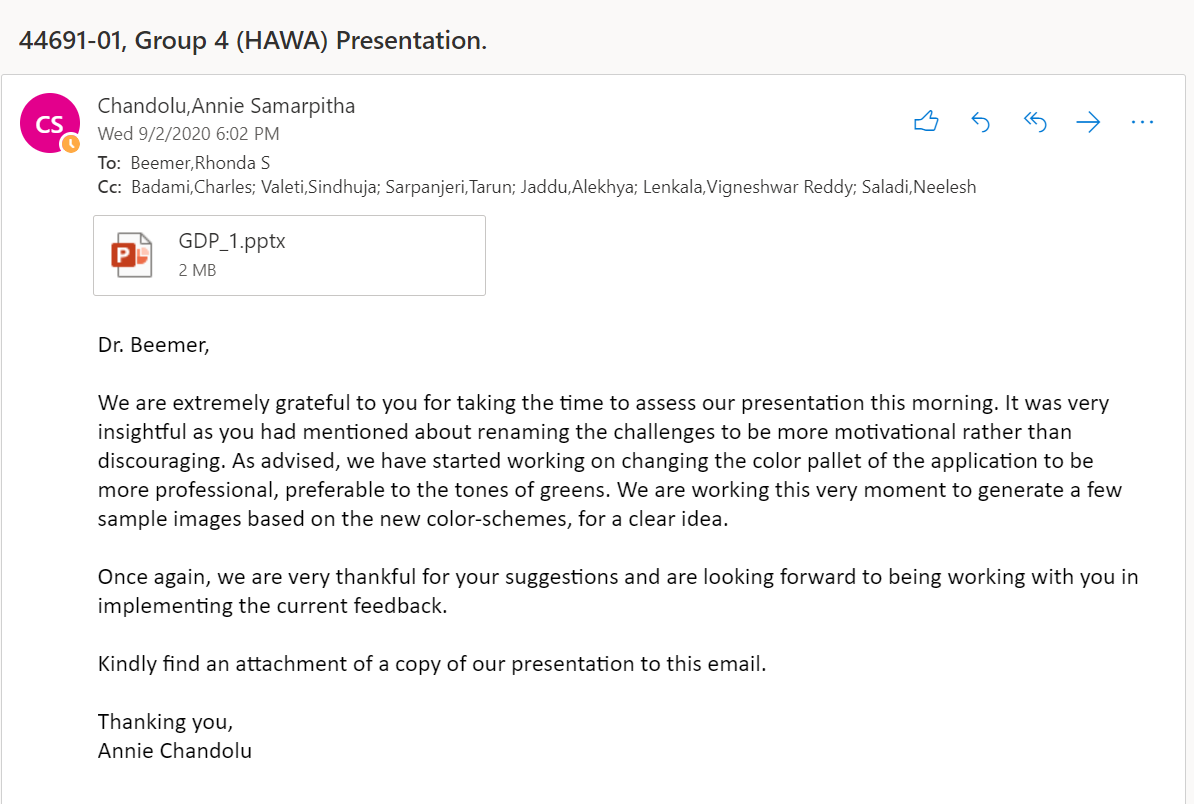 44691-01, Group 4 (HAWA) Presentation.
CS
Chandolu,Annie Samarpitha
Wed 9/2/2020 6:02 PM
To: Beemer,Rhonda S
Cc: Badami,Charles; Valeti,Sindhuja; Sarpanjeri,Tarun; Jaddu,Alekhya; Lenkala,Vigneshwar Reddy; Saladi,Neelesh
P
GDP_1.pptx
2 MB
Dr. Beemer,
We are extremely grateful to you for taking the time to assess our presentation this morning. It was very
insightful as you had mentioned about renaming the challenges to be more motivational rather than
discouraging. As advised, we have started working on changing the color pallet of the application to be
more professional, preferable to the tones of greens. We are working this very moment to generate a few
sample images based on the new color-schemes, for a clear idea.
Once again, we are very thankful for your suggestions and are looking forward to being working with you in
implementing the current feedback.
Kindly find an attachment of a copy of our presentation to this email.
Thanking you,
Annie Chandolu